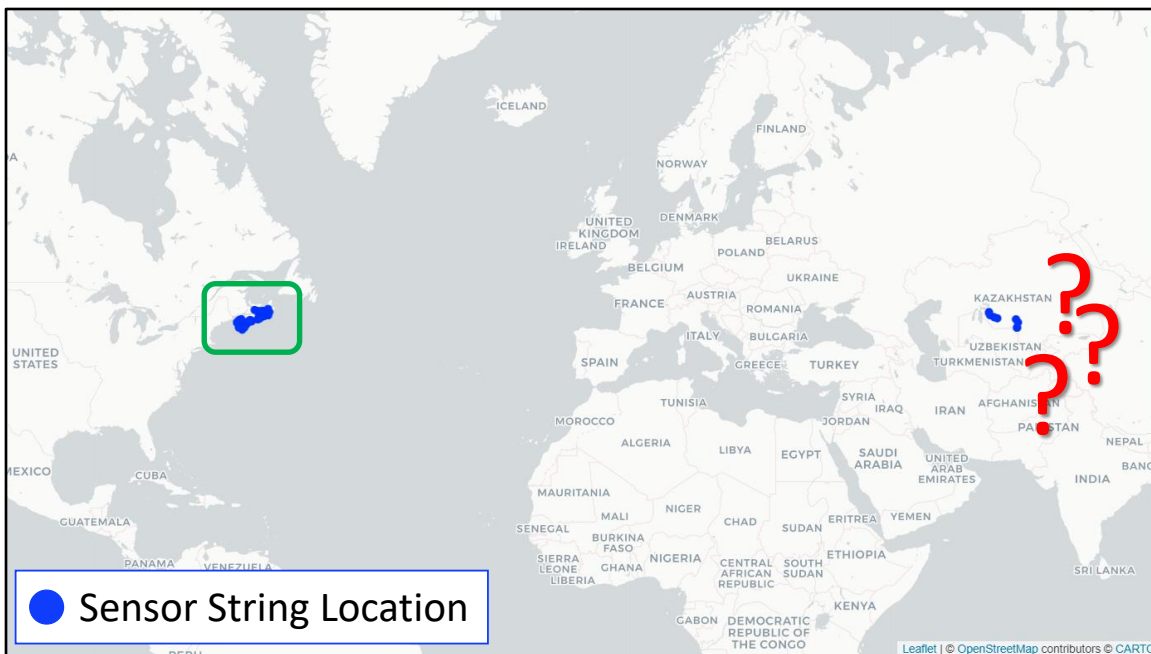 ICELAND
FINLAND
NORWAY
UNITED
KINGDOM
DENMARK
IRELAND
BELARUS
POLAND
BELGIUM
UKRAINE
AUSTRIA
FRANCE
ROMANIA
KAZAKHSTAN
ITALY
BULGARIA
UZBEKISTAN
UNITED
STATES
SPAIN
GREECE
TURKEY
TURKMENISTAN
TUNISIA
SYRIA
IRAQ
IRAN
AFGHANISTAN
MOROCCO
JORDAN
PAKISTAN
ALGERIA
LIBYA
EGYPT
SAUDI
ARABIA
UNITED
ARAB
EMIRATES
NEPAL
MEXICO
CUBA
INDIA
BANG
MAURITANIA
GUATEMALA
MALI
NIGER
CHAD
SUDAN
ERITREA
YEMEN
SENEGAL
BURKINA
FASO
PANAMA
VENEZUELA
SIERRA
LEONE
GHANA
NIGERIA
CENTRAL
AFRICAN
REPUBLIC
SOUTH
SUDAN
ETHIOPIA
SRI LANKA
LIBERIA
KENYA
GABON
DEMOCRATIC
REPUBLIC OF
THE CONGO
?
?
?
Sensor String Location
Leaflet | © OpenStreetMap contributors © CARTO